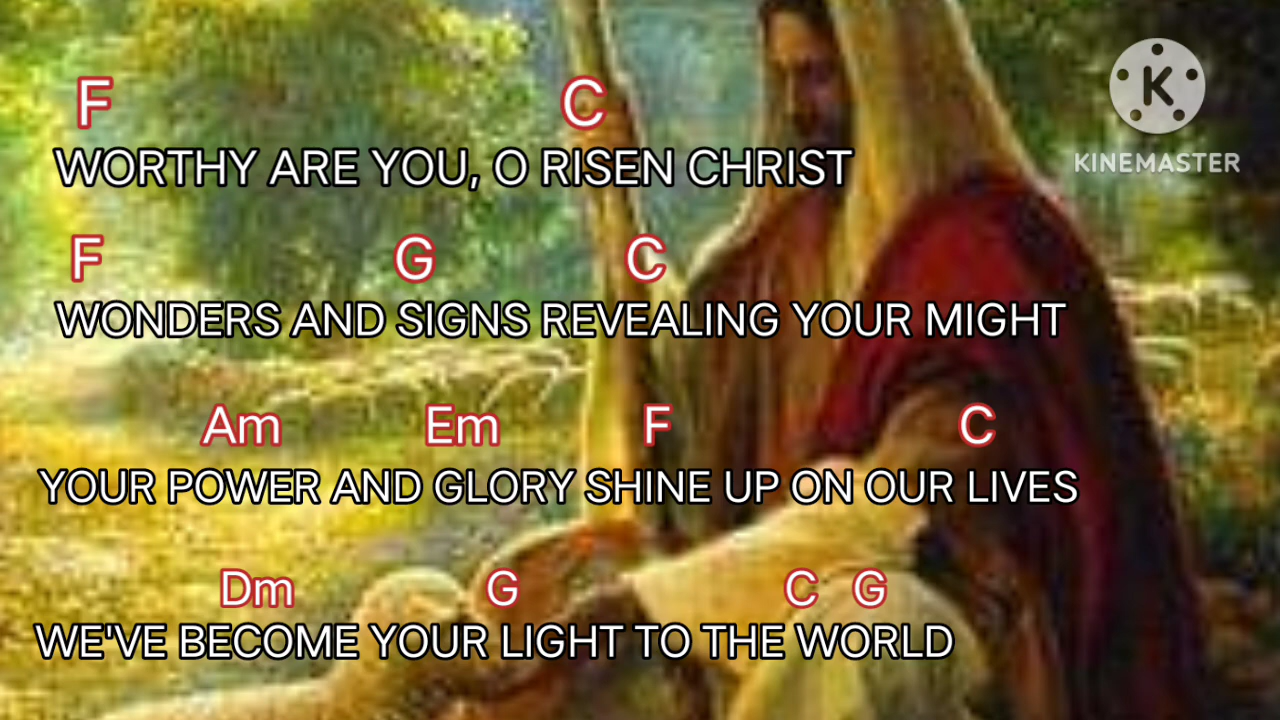 F C
WORTHY ARE YOU, O RISEN CHRIST
F G C
WONDERS AND SIGNS REVEALING YOUR MIGHT
Am Em F C
YOUR POWER AND GLORY SHINE UP ON OUR LIVES
Dm G C G
WE'VE BECOME YOUR LIGHT TO THE WORLD
K
KINEMASTER